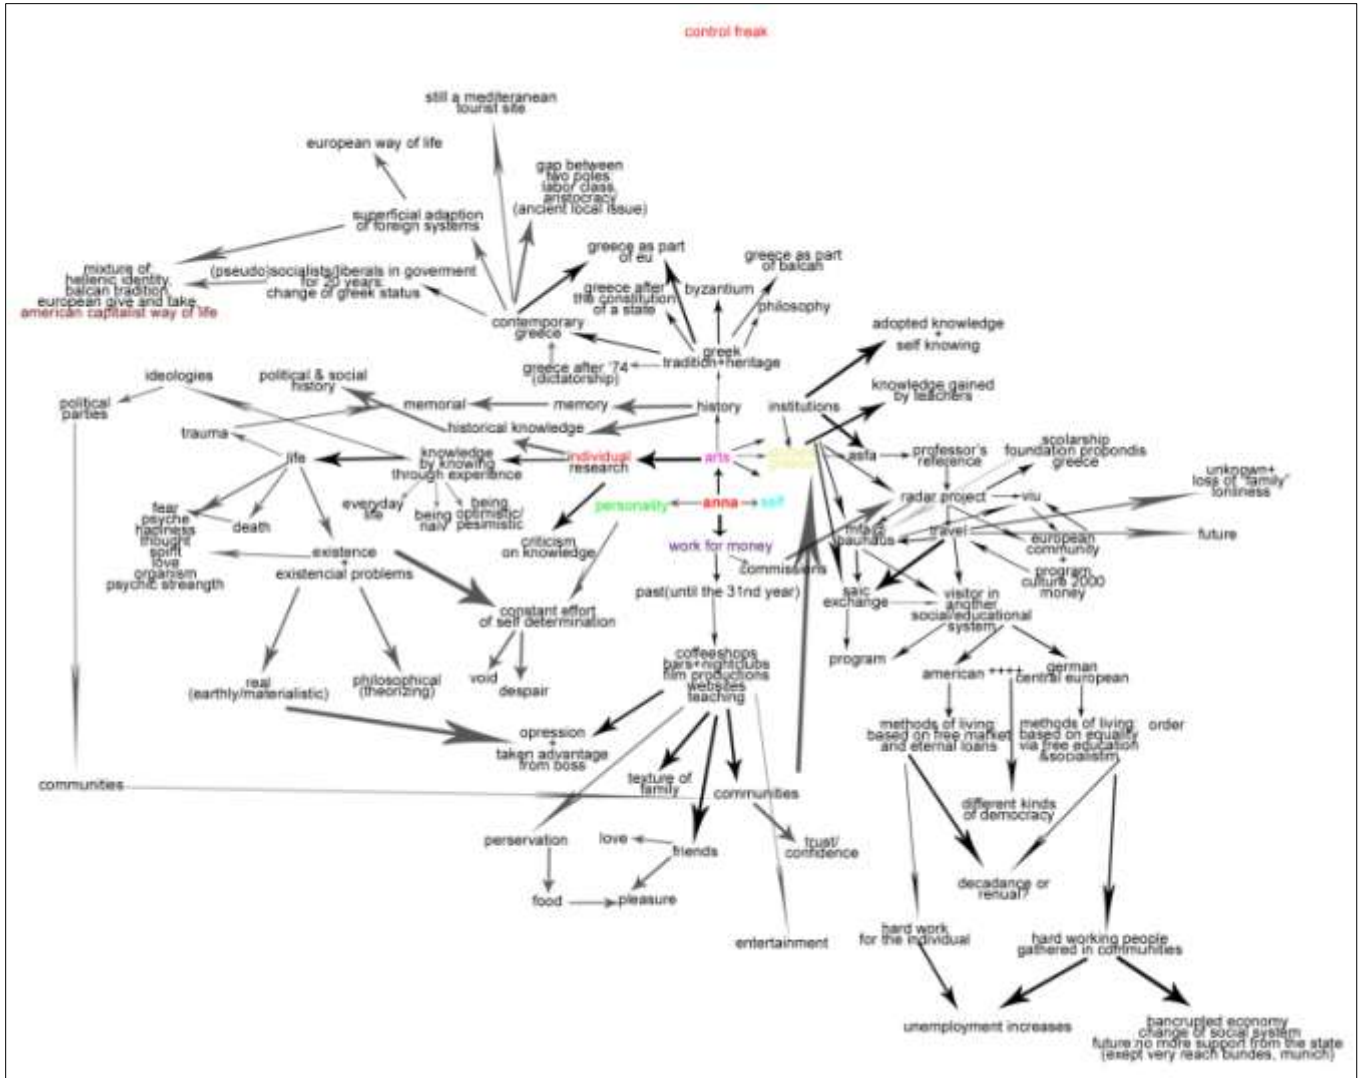 control freak
still a mediteranean
tourist site
european way of life
gap between
two poles:
labor class,
aristocracy
(ancient local issue)
superficial adaption
of foreign systems
greece as part
of eu
greece as part
of balcan
mixture of
hellenic identity,
balcan tradition,
european give and take,
american capitalist way of life
(pseudo)socialists/liberals in goverment
for 20 years:
change of greek status
greece after
the constitution
of a state
byzantium
philosophy
contemporary
greece
adopted knowledge
+
self knowing
greek
tradition+heritage
greece after '74
(dictatorship)
ideologies
political & social
history
knowledge gained
by teachers
political
parties
memorial
memory
history
institutions
trauma
historical knowledge
life
knowledge
by knowing
through experience
individual
research
arts
asfa
professor's
reference
scolarship
foundation propondis
greece
unknown+
loss of "family"
lonliness
radar project
viu
fear
psyche
hapiness
thought
spirit
love
organism
psychic streangth
death
everyday
life
being
naiv
being
optimistic/
pesimistic
personality
anna
self
criticism
on knowledge
work for money
commissions
bauhaus
travel
european
community
+
program
culture 2000
money
future
existence
+
existencial problems
past(until the 31nd year)
saic
exchange
visitor in
another
social/educational
system
constant effort
of self determination
program
void
despair
coffeeshops
bars+nightclubs
film productions
websites
teaching
real
(earthly/materialistic)
philosophical
(theorizing)
american
++++
german
central european
opression
+
taken advantage
from boss
methods of living:
based on free market
and eternal loans
methods of living:
based on equality
via free education
&socialistm
order
communities
texture of
family
communities
different kinds
of democracy
perservation
love
friends
trust/
confidence
decadance or
renual?
food
pleasure
entertainment
hard work
for the individual
hard working people
gathered in communities
unemployment increases
bancrupted economy
change of social system
future:no more support from the state
(exept very reach bundes, munich)